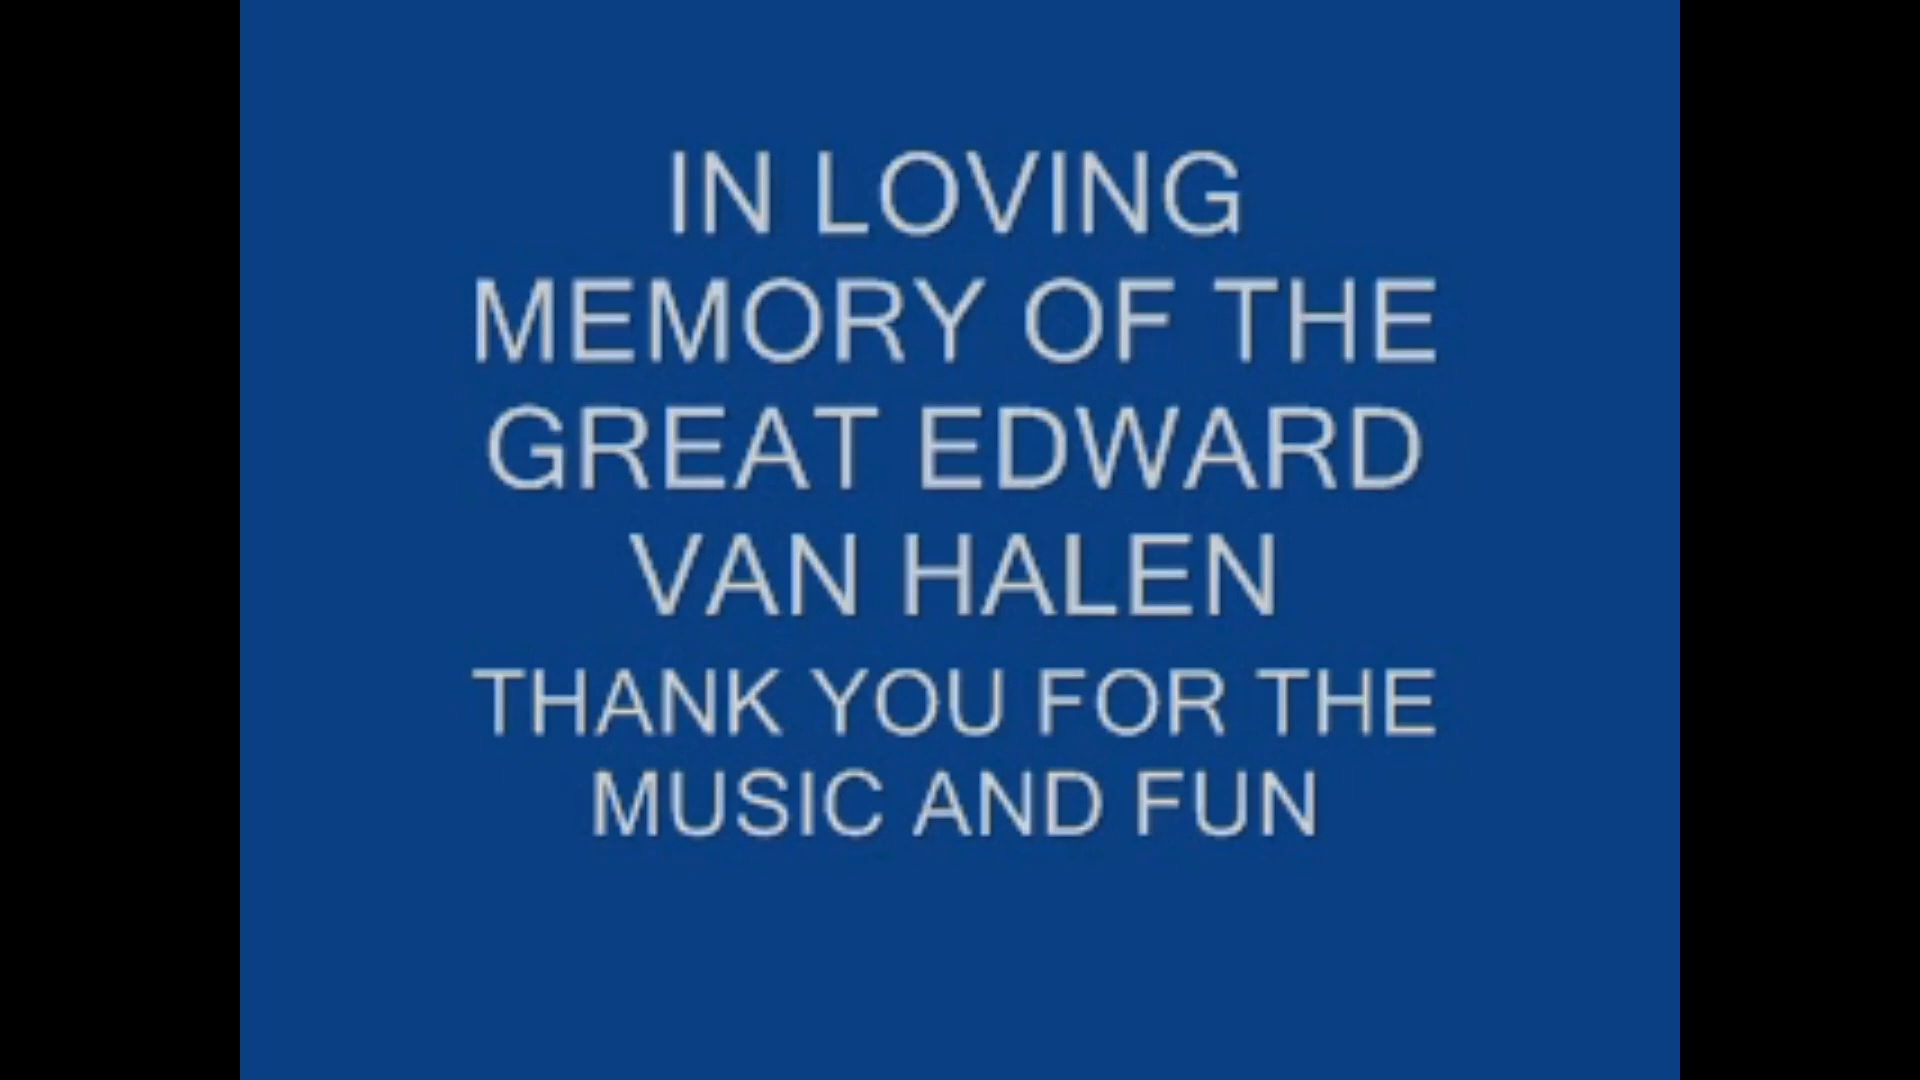 IN LOVING
MEMORY OF THE
GREAT EDWARD
VAN HALEN
THANK YOU FOR THE
MUSIC AND FUN